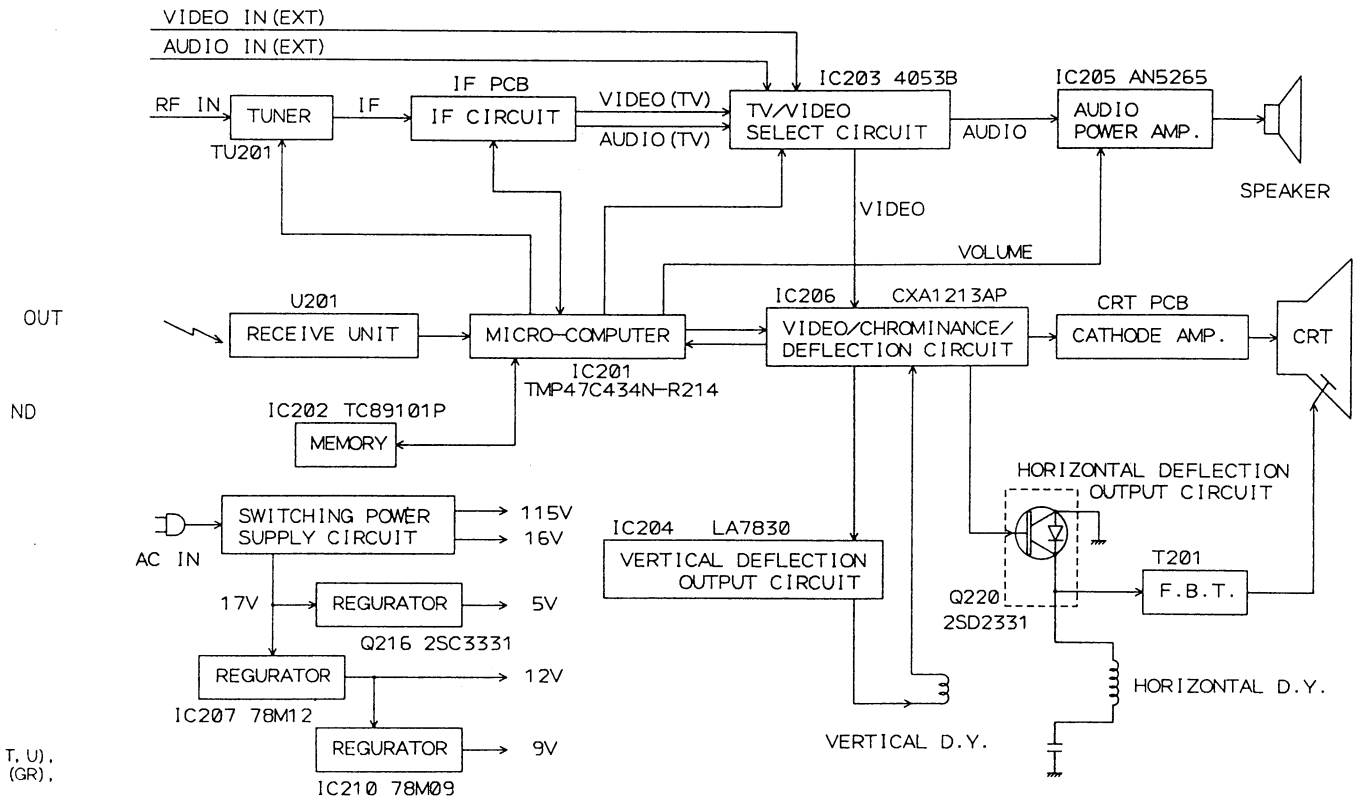 VIDEO IN (EXT)
AUDIO IN (EXT)
IC203 4053B
IC205 AN5265
IF PCB
RF IN
TUNER
IF
IF CIRCUIT
VIDEO (TV)
AUDIO (TV)
TV/VIDEO
SELECT CIRCUIT
AUDIO
AUDIO
POWER AMP.
TU201
SPEAKER
VIDEO
VOLUME
U201
IC206 CXA1213AP
CRT PCB
OUT
RECEIVE UNIT
MICRO-COMPUTER
VIDEO/CHROMINANCE/
DEFLECTION CIRCUIT
CATHODE AMP.
CRT
IC201
TMP47C434N-R214
ND
IC202 TC89101P
MEMORY
HORIZONTAL DEFLECTION
OUTPUT CIRCUIT
SWITCHING POWER
SUPPLY CIRCUIT
115V
16V
AC IN
IC204 LA7830
VERTICAL DEFLECTION
OUTPUT CIRCUIT
T201
F.B.T.
17V
REGURATOR
5V
Q220
2SD2331
Q216 2SC3331
REGURATOR
12V
HORIZONTAL D.Y.
IC207 78M12
VERTICAL D.Y.
REGURATOR
9V
T, U),
(GR),
IC210 78M09